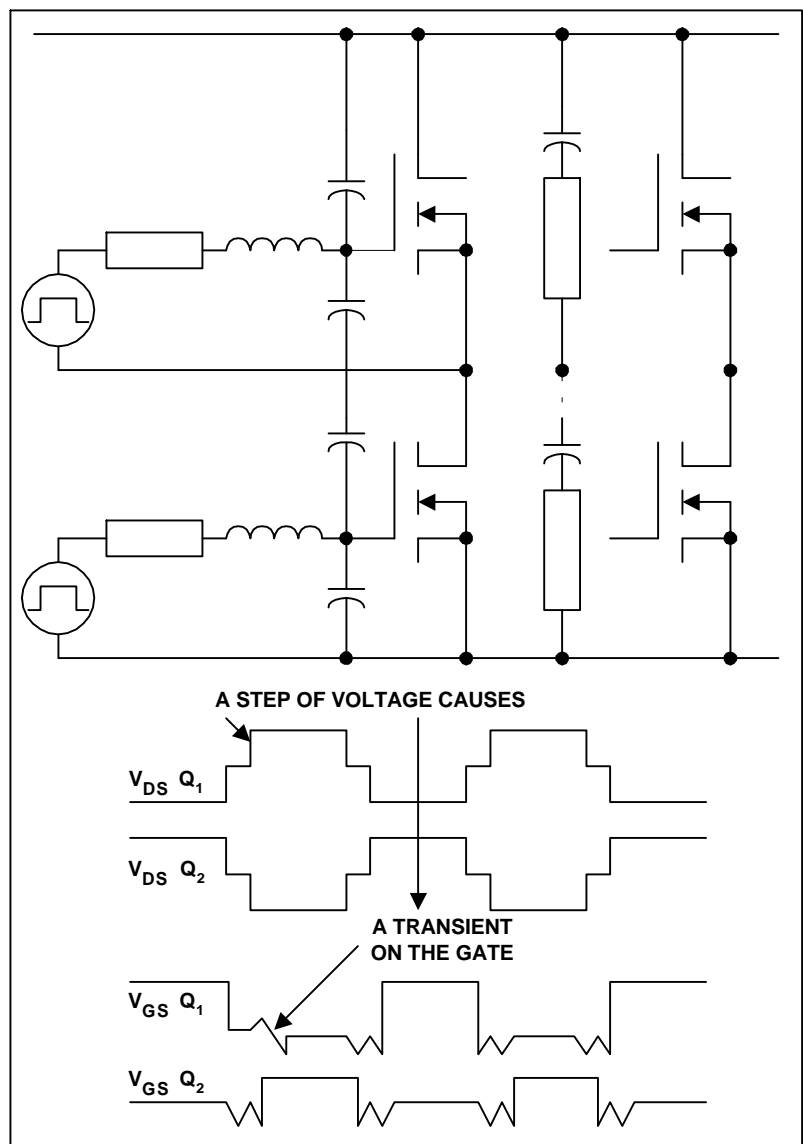 A STEP OF VOLTAGE CAUSES
V_DS Q_1
V_DS Q_2
A TRANSIENT
ON THE GATE
V_GS Q_1
V_GS Q_2